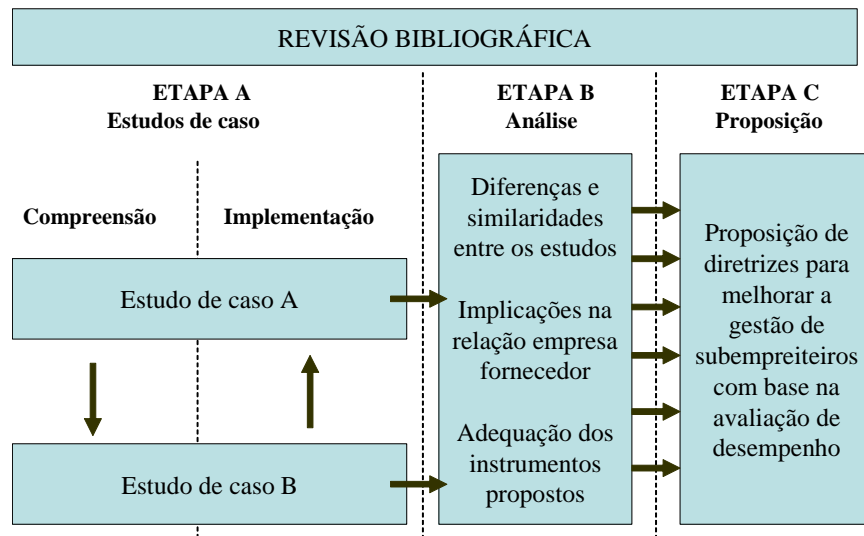 REVISÃO BIBLIOGRÁFICA
ETAPA A
Estudos de caso
ETAPA B
Análise
ETAPA C
Proposição
Compreensão
Implementação
Estudo de caso A
Estudo de caso B
Diferenças e
similaridades
entre os estudos
Implicações na
relação empresa
fornecedor
Adequação dos
instrumentos
propostos
Proposição de
diretrizes para
melhorar a
gestão de
subempreiteiros
com base na
avaliação de
desempenho